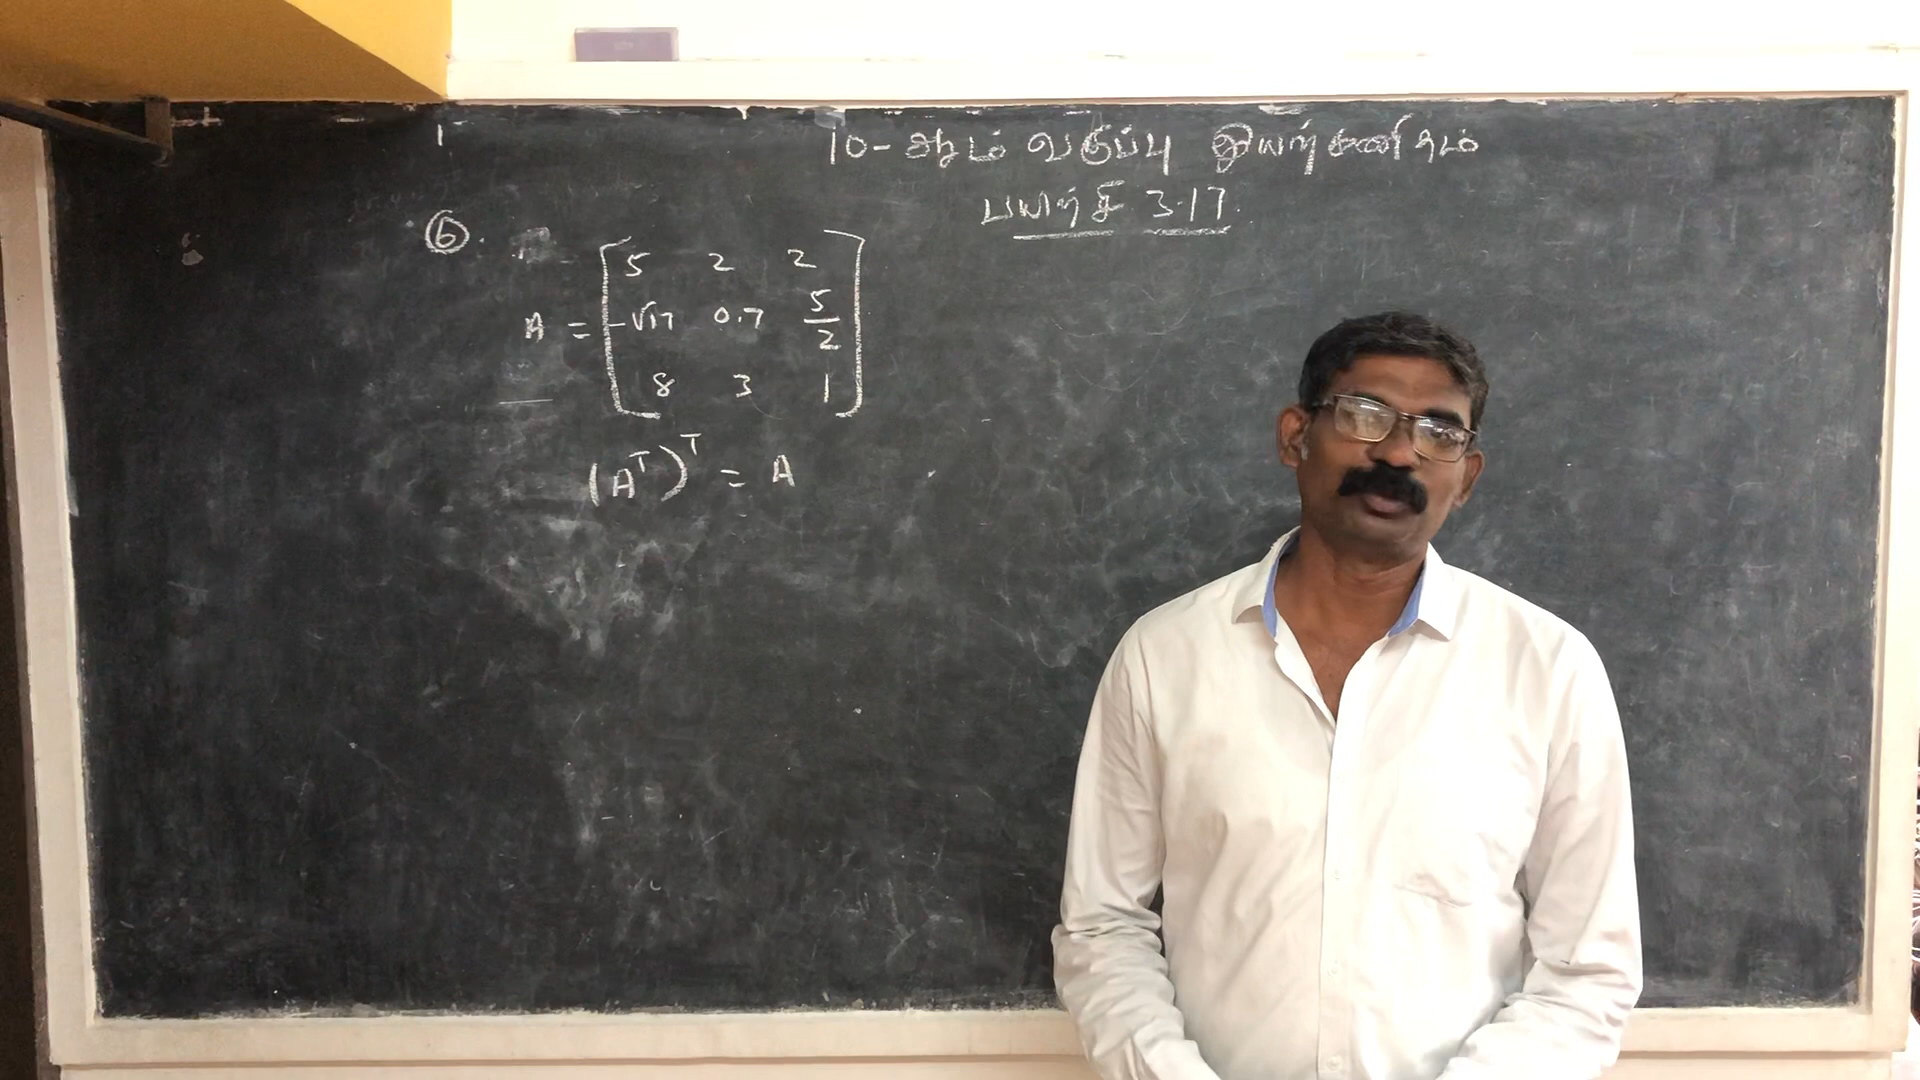 10-ஆம் வகுப்பு இயற்கணிதம்
பயிற்சி 3.17
⑥.
A = [ 5 2 2
-√17 0.7 5/2
8 3 1 ]
(Aᵀ)ᵀ = A